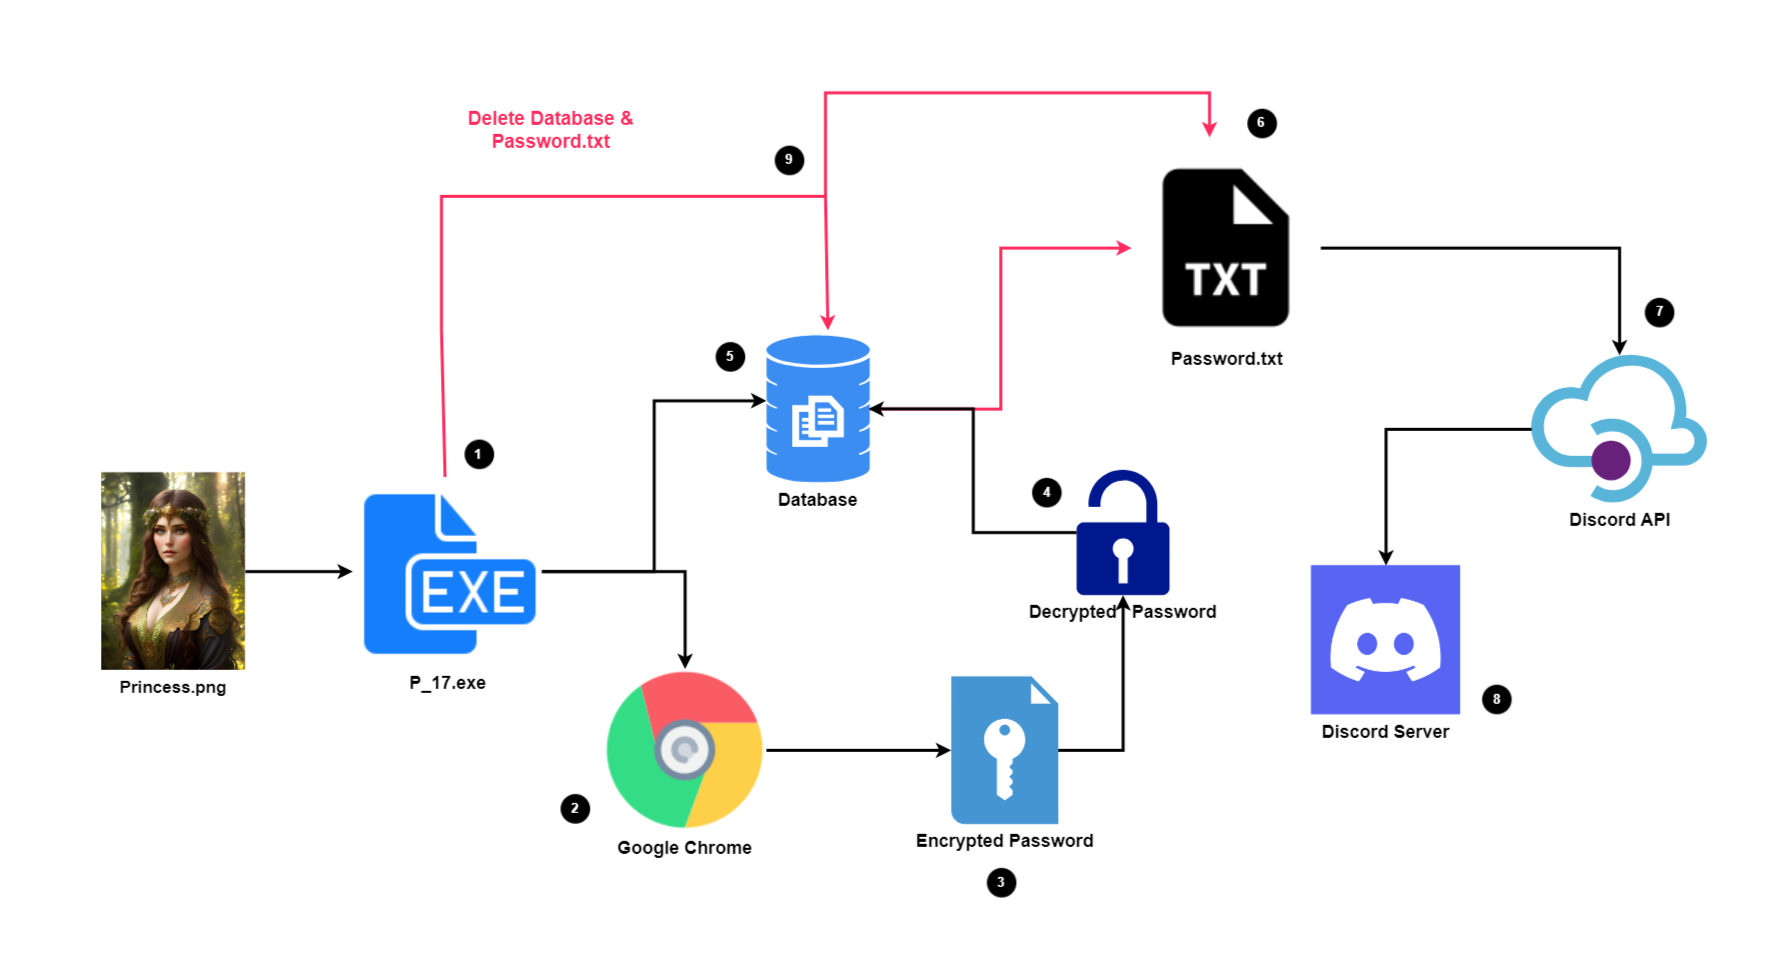 Delete Database &
Password.txt
9
6
TXT
Password.txt
7
5
Database
1
4
Discord API
EXE
Decrypted Password
Princess.png
P_17.exe
8
Discord Server
2
Google Chrome
Encrypted Password
3